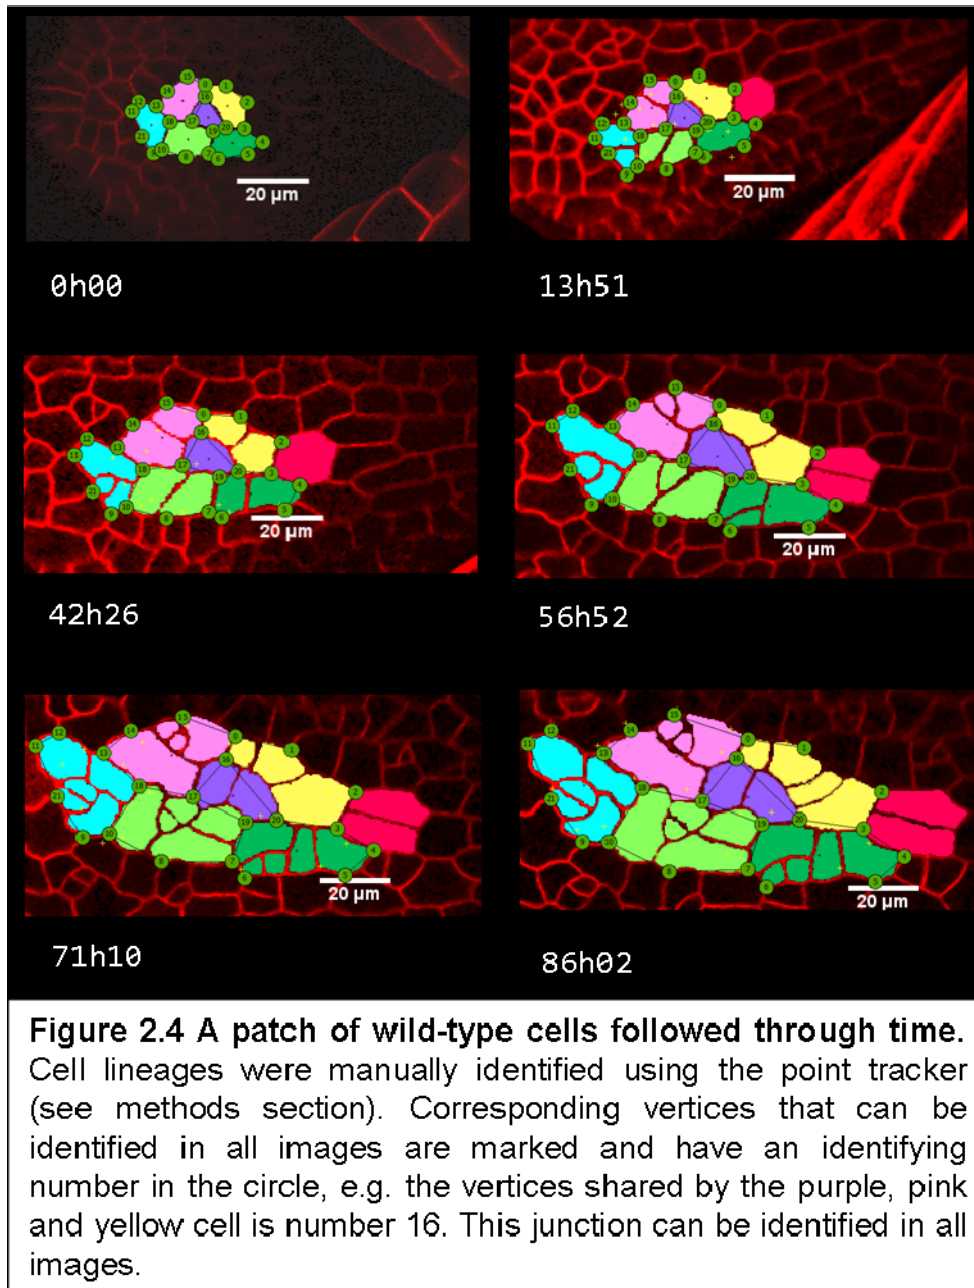 20 µm
20 µm
0h00
13h51
20 µm
20 µm
42h26
56h52
20 µm
20 µm
71h10
86h02
Figure 2.4 A patch of wild-type cells followed through time.
Cell lineages were manually identified using the point tracker
(see methods section). Corresponding vertices that can be
identified in all images are marked and have an identifying
number in the circle, e.g. the vertices shared by the purple, pink
and yellow cell is number 16. This junction can be identified in all
images.